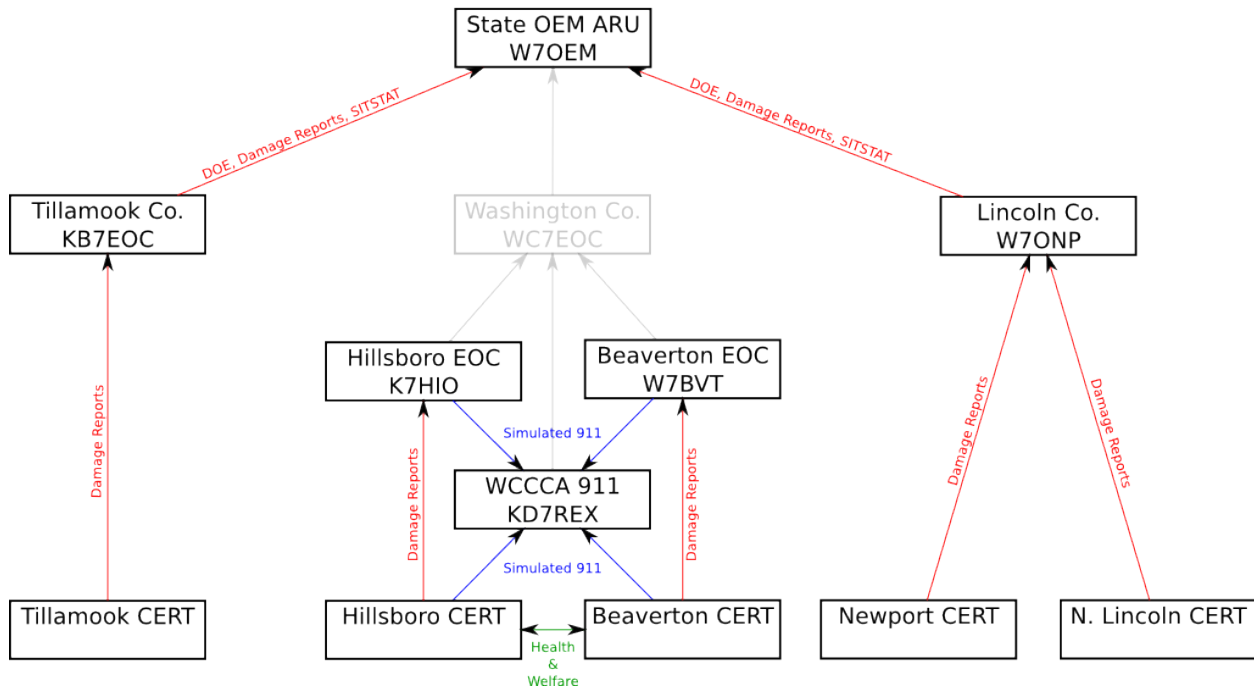 State OEM ARU
W7OEM
DOE, Damage Reports, SITSTAT
DOE, Damage Reports, SITSTAT
Tillamook Co.
KB7EOC
Washington Co.
WC7EOC
Lincoln Co.
W7ONP
Hillsboro EOC
K7HIO
Beaverton EOC
W7BVT
Damage Reports
Simulated 911
Damage Reports
Damage Reports
WCCCA 911
KD7REX
Damage Reports
Damage Reports
Simulated 911
Tillamook CERT
Hillsboro CERT
Beaverton CERT
Newport CERT
N. Lincoln CERT
Health
&
Welfare